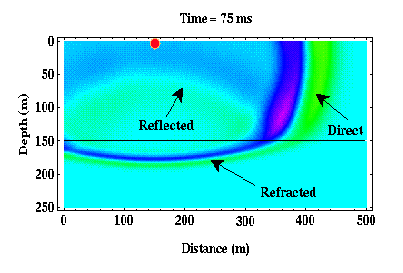 Time = 75 ms
0
50
100
150
200
250
Depth (m)
Reflected
Direct
Refracted
0 100 200 300 400 500
Distance (m)